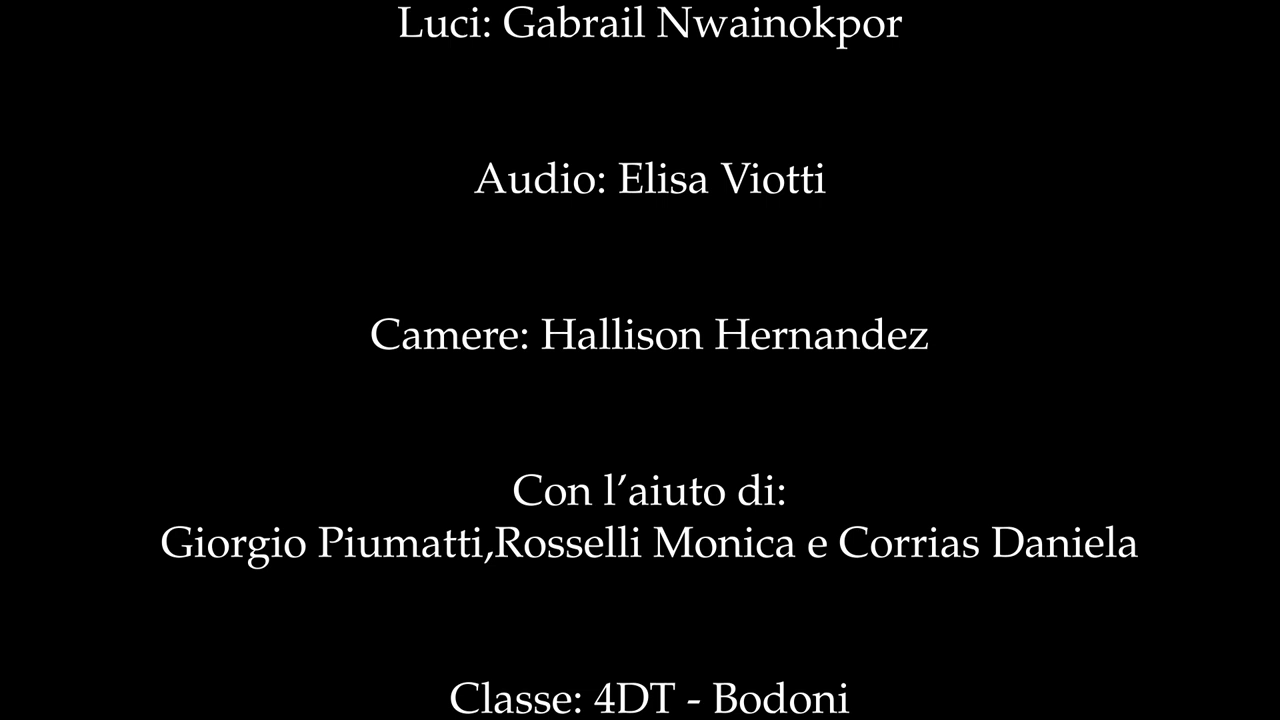 Luci: Gabrail Nwainokpor
Audio: Elisa Viotti
Camere: Hallison Hernandez
Con l’aiuto di:
Giorgio Piumatti,Rosselli Monica e Corrias Daniela
Classe: 4DT - Bodoni